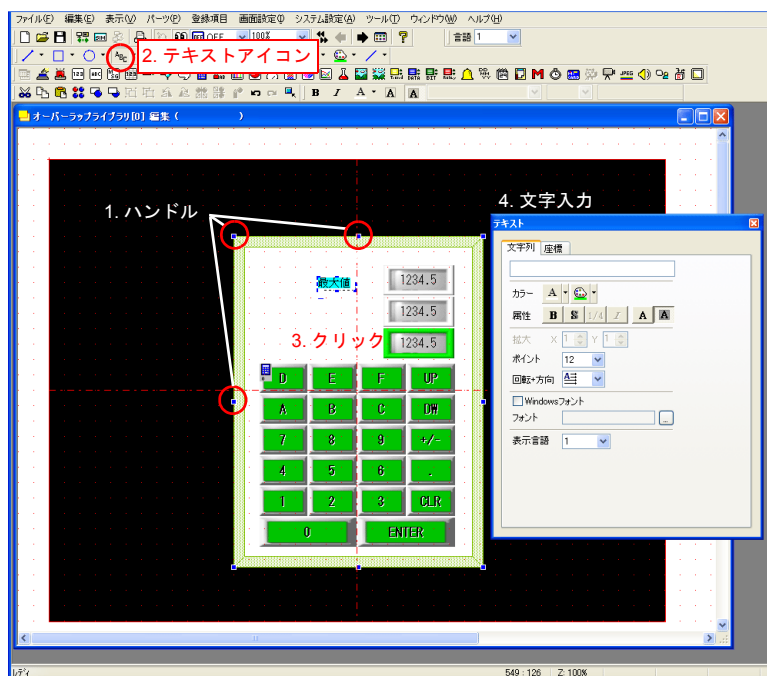 ファイル(F) 編集(E) 表示(V) パーツ(P) 登録項目 画面設定(I) システム設定(A) ツール(T) ウィンドウ(W) ヘルプ(H)
OFF 100% 言語 1
ABC 2. テキストアイコン
B I A A A
オーバーラップライブラリ[0] 編集 ( )
1. ハンドル
4. 文字入力
最大値 1234.5
1234.5
3. クリック 1234.5
D E F UP
A B C DW
7 8 9 +/-
4 5 6 .
1 2 3 CLR
0 ENTER
テキスト
文字列 座標
カラー A
属性 B S 1/4 I A A
拡大 X 1 Y 1
ポイント 12
回転+方向 A
Windowsフォント
フォント ...
表示言語 1
レディ 549 : 126 Z: 100%